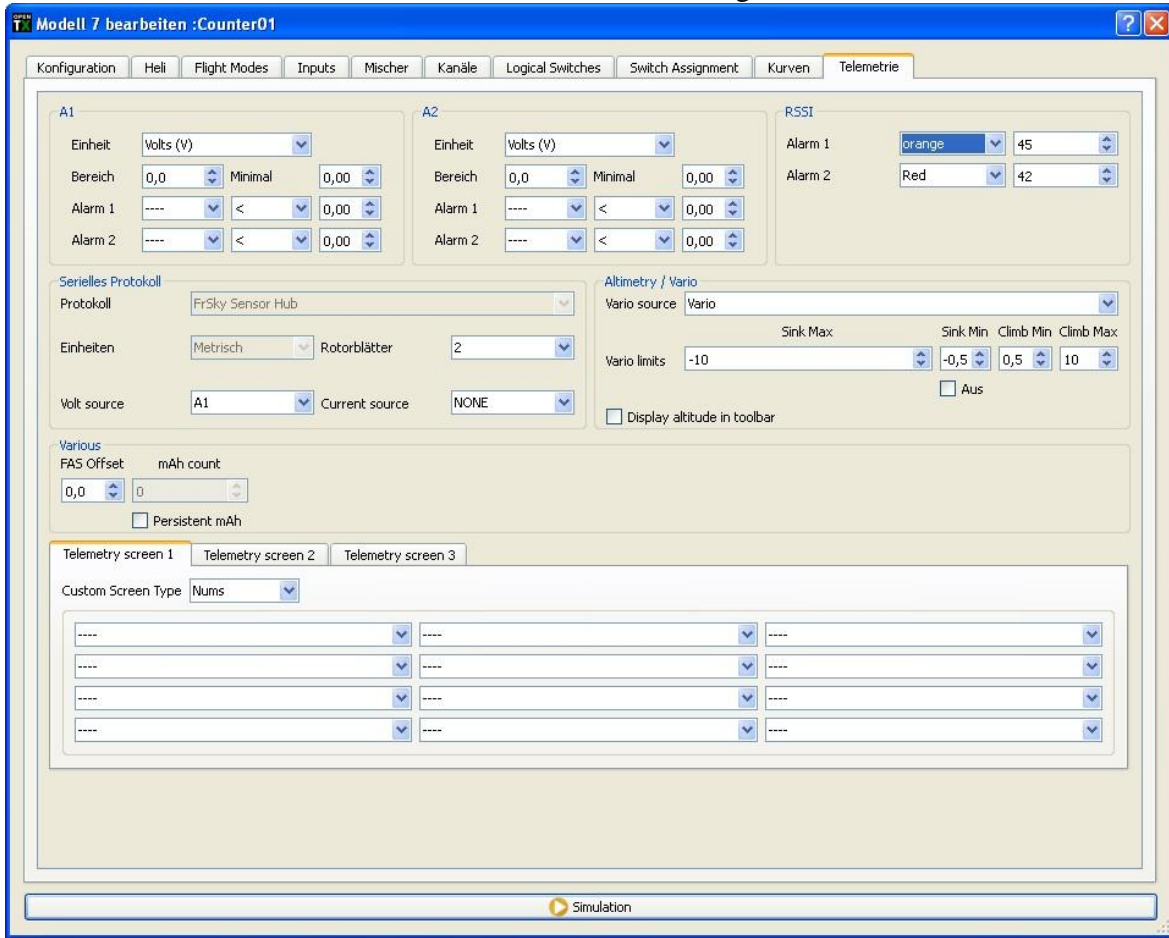 OPEN TX Modell 7 bearbeiten :Counter01
Konfiguration Heli Flight Modes Inputs Mischer Kanäle Logical Switches Switch Assignment Kurven Telemetrie
A1 A2 RSSI
Einheit Volts (V) Einheit Volts (V) Alarm 1 orange 45
Bereich 0,0 Minimal 0,00 Bereich 0,0 Minimal 0,00 Alarm 2 Red 42
Alarm 1 ---- < 0,00 Alarm 1 ---- < 0,00
Alarm 2 ---- < 0,00 Alarm 2 ---- < 0,00
Serielles Protokoll Altimetry / Vario
Protokoll FrSky Sensor Hub Vario source Vario
Sink Max Sink Min Climb Min Climb Max
Einheiten Metrisch Rotorblätter 2 Vario limits -10 -0,5 0,5 10
Aus
Volt source A1 Current source NONE
Display altitude in toolbar
Various
FAS Offset mAh count
0,0 0
Persistent mAh
Telemetry screen 1 Telemetry screen 2 Telemetry screen 3
Custom Screen Type Nums
---- ---- ----
---- ---- ----
---- ---- ----
---- ---- ----
Simulation